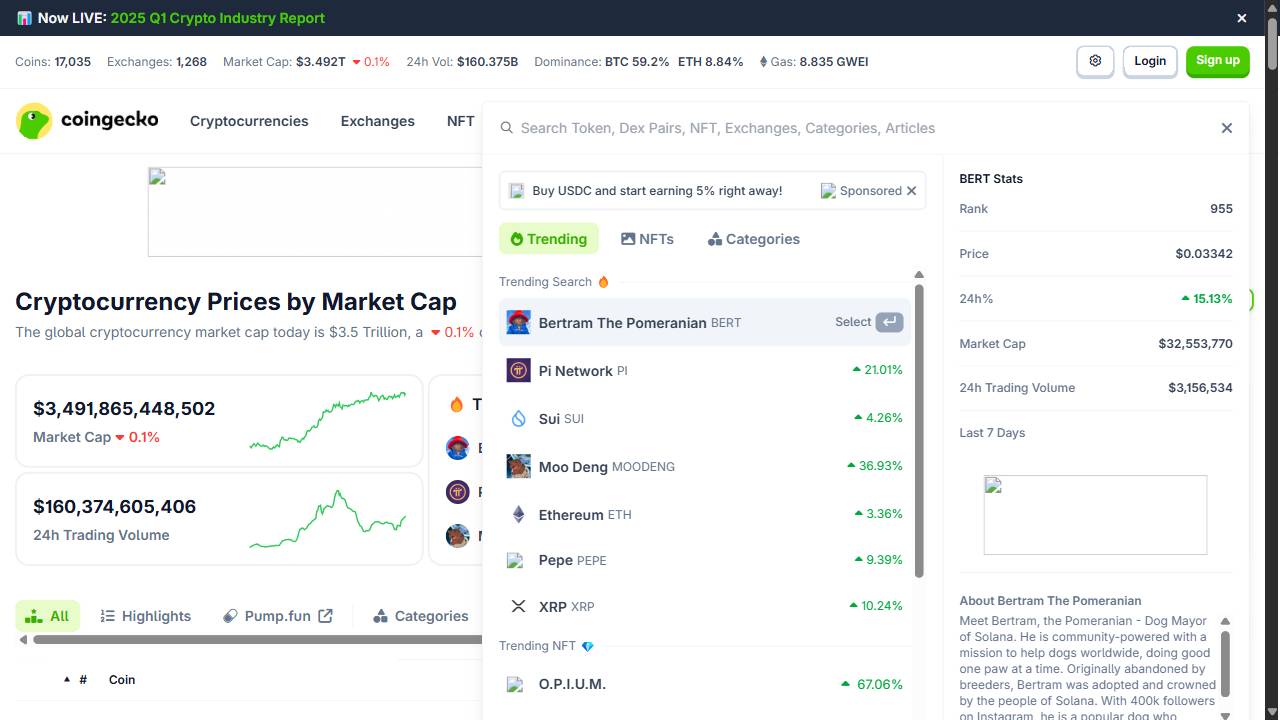 Now LIVE: 2025 Q1 Crypto Industry Report
Coins: 17,035 Exchanges: 1,268 Market Cap: $3.492T 0.1% 24h Vol: $160.375B Dominance: BTC 59.2% ETH 8.84% Gas: 8.835 GWEI
Login
Sign up
coingecko
Cryptocurrencies
Exchanges
NFT
Search Token, Dex Pairs, NFT, Exchanges, Categories, Articles
Buy USDC and start earning 5% right away!
Sponsored
Trending
NFTs
Categories
Trending Search
Bertram The Pomeranian BERT Select
Pi Network PI 21.01%
Sui SUI 4.26%
Moo Deng MOODENG 36.93%
Ethereum ETH 3.36%
Pepe PEPE 9.39%
XRP XRP 10.24%
Trending NFT
O.P.I.U.M. 67.06%
BERT Stats
Rank 955
Price $0.03342
24h% 15.13%
Market Cap $32,553,770
24h Trading Volume $3,156,534
Last 7 Days
About Bertram The Pomeranian
Meet Bertram, the Pomeranian - Dog Mayor
of Solana. He is community-powered with a
mission to help dogs worldwide, doing good
one paw at a time. Originally abandoned by
breeders, Bertram was adopted and crowned
by the people of Solana. With 400k followers
on Instagram, he is a popular dog who
Cryptocurrency Prices by Market Cap
The global cryptocurrency market cap today is $3.5 Trillion, a 0.1%
$3,491,865,448,502
Market Cap 0.1%
$160,374,605,406
24h Trading Volume
All
Highlights
Pump.fun
Categories
# Coin